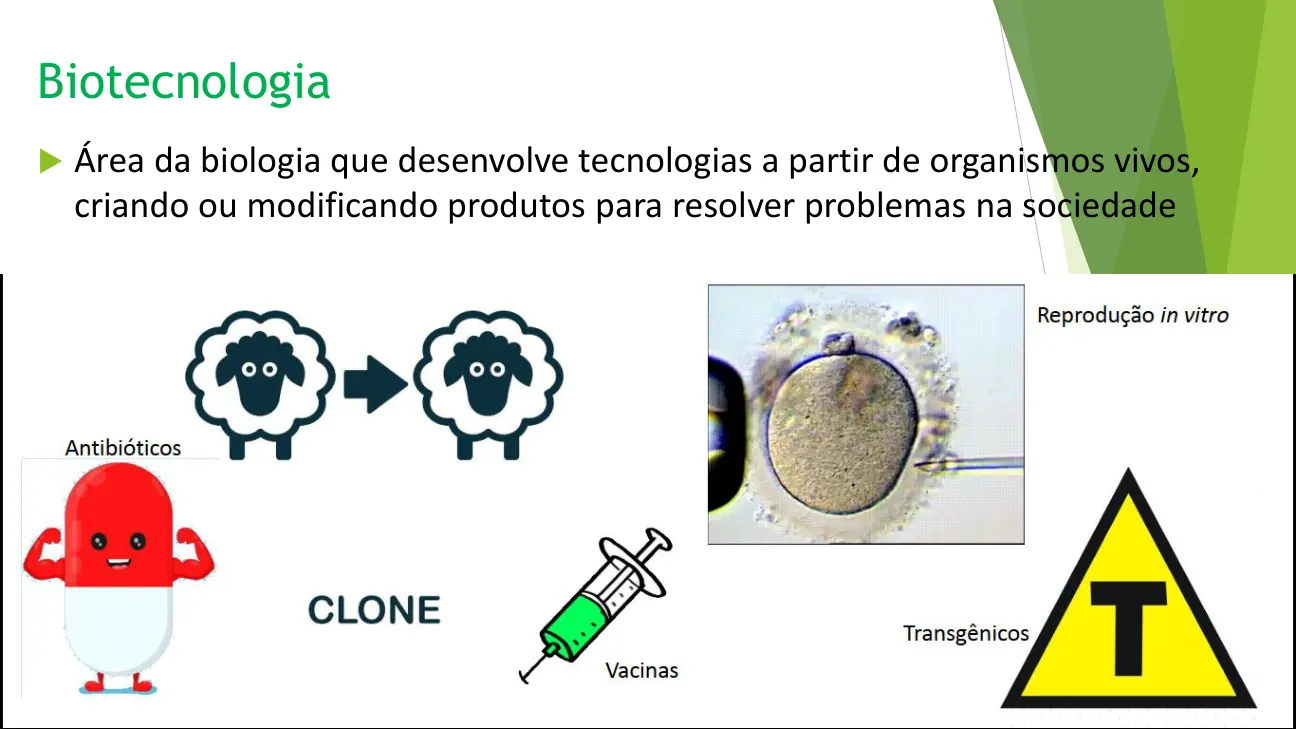 Biotecnologia
Área da biologia que desenvolve tecnologias a partir de organismos vivos,
criando ou modificando produtos para resolver problemas na sociedade
Reprodução in vitro
Antibióticos
CLONE
Vacinas
Transgênicos
T